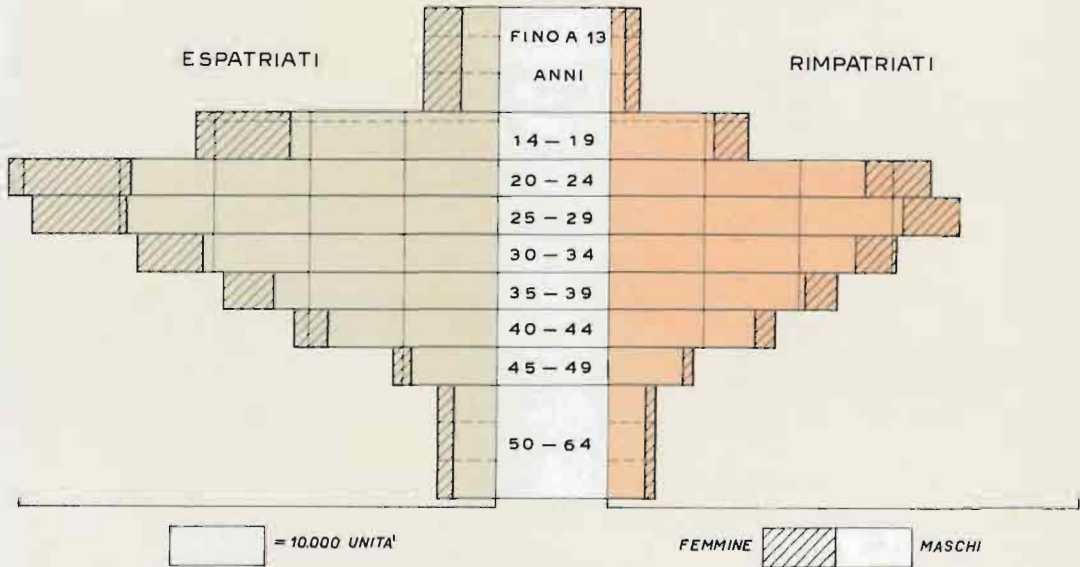 ESPATRIATI
FINO A 13
ANNI
RIMPATRIATI
14 — 19
20 — 24
25 — 29
30 — 34
35 — 39
40 — 44
45 — 49
50 — 64
= 10.000 UNITA'
FEMMINE
MASCHI